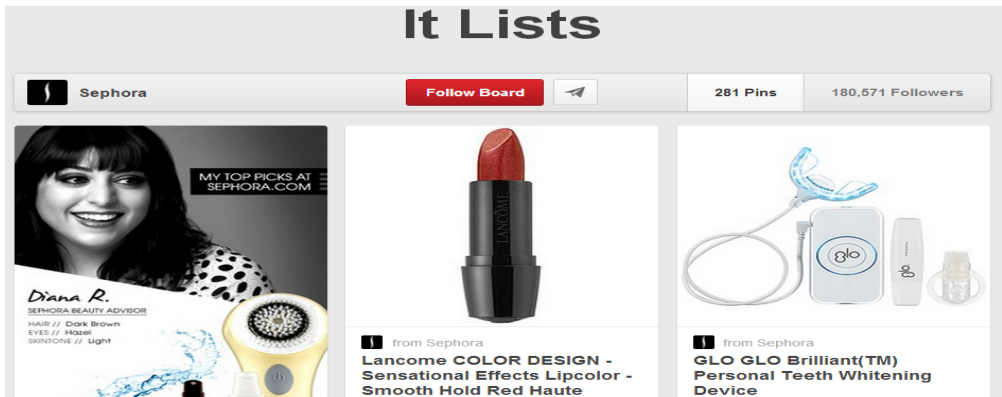 It Lists
Sephora
Follow Board
281 Pins
180,571 Followers
MY TOP PICKS AT
SEPHORA.COM
Diana R.
SEPHORA BEAUTY ADVISOR
HAIR // Dark Brown
EYES // Hazel
SKINTONE // Light
LANCÔME
from Sephora
Lancome COLOR DESIGN -
Sensational Effects Lipcolor -
Smooth Hold Red Haute
glo
glo
from Sephora
GLO GLO Brilliant(TM)
Personal Teeth Whitening
Device